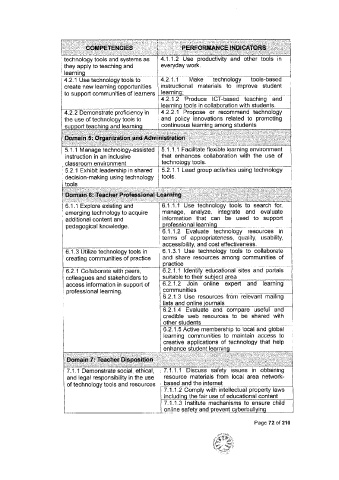 COMPETENCIES
PERFORMANCE INDICATORS
technology tools and systems as
they apply to teaching and
learning
4.1.1.2 Use productivity and other tools in
everyday work
4.2.1 Use technology tools to
create new learning opportunities
to support communities of learners
4.2.1.1 Make technology tools-based
instructional materials to improve student
learning.
4.2.1.2 Produce ICT-based teaching and
learning tools in collaboration with students.
4.2.2 Demonstrate proficiency in
the use of technology tools to
support teaching and learning
4.2.2.1 Propose or recommend technology
and policy innovations related to promoting
continuous learning among students
Domain 5: Organization and Administration
5.1.1 Manage technology-assisted
instruction in an inclusive
classroom environment
5.1.1.1 Facilitate flexible learning environment
that enhances collaboration with the use of
technology tools.
5.2.1 Exhibit leadership in shared
decision-making using technology
tools
5.2.1.1 Lead group activities using technology
tools
Domain 6: Teacher Professional Learning
6.1.1 Explore existing and
emerging technology to acquire
additional content and
pedagogical knowledge.
6.1.1.1 Use technology tools to search for,
manage, analyze, integrate and evaluate
information that can be used to support
professional learning
6.1.1.2 Evaluate technology resources in
terms of appropriateness, quality, usability,
accessibility, and cost effectiveness.
6.1.3 Utilize technology tools in
creating communities of practice
6.1.3.1 Use technology tools to collaborate
and share resources among communities of
practice
6.2.1 Collaborate with peers,
colleagues and stakeholders to
access information in support of
professional learning.
6.2.1.1 Identify educational sites and portals
suitable to their subject area
6.2.1.2 Join online expert and learning
communities
6.2.1.3 Use resources from relevant mailing
lists and online journals
6.2.1.4 Evaluate and compare useful and
credible web resources to be shared with
other students
6.2.1.5 Active membership to local and global
learning communities to maintain access to
creative applications of technology that help
enhance student learning
Domain 7: Teacher Disposition
7.1.1 Demonstrate social, ethical,
and legal responsibility in the use
of technology tools and resources
7.1.1.1 Discuss safety issues in obtaining
resource materials from local area network-
based and the internet
7.1.1.2 Comply with intellectual property laws
including the fair use of educational content
7.1.1.3 Institute mechanisms to ensure child
online safety and prevent cyberbullying
Page 72 of 210